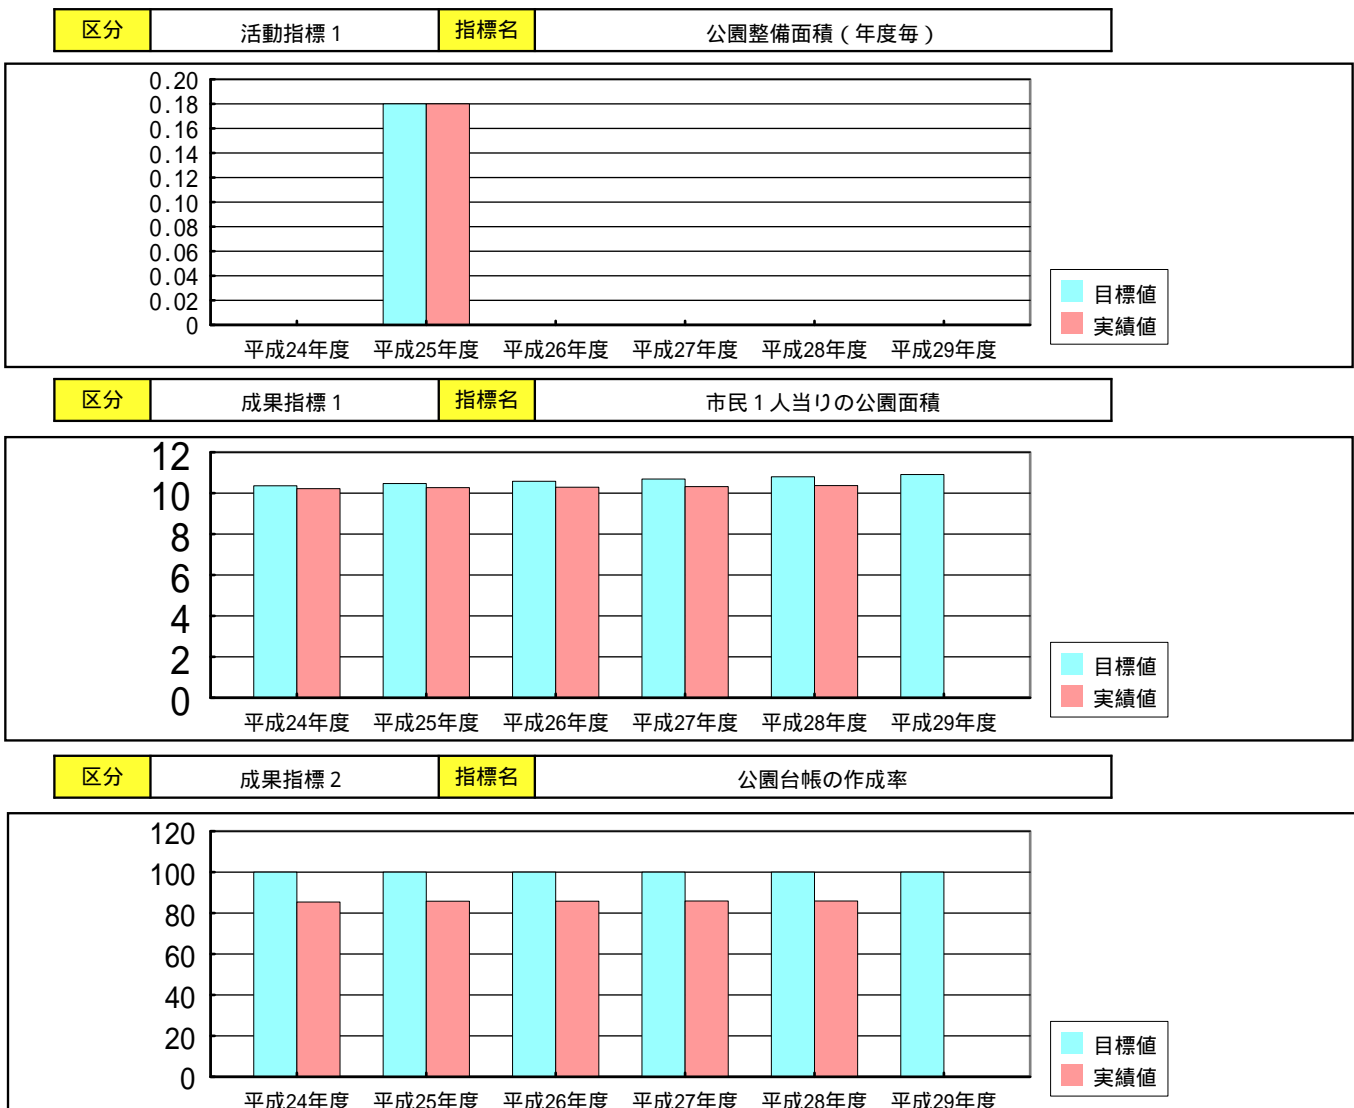 区分 活動指標１ 指標名 公園整備面積（年度毎）
0.20
0.18
0.16
0.14
0.12
0.10
0.08
0.06
0.04
0.02
0
平成24年度 平成25年度 平成26年度 平成27年度 平成28年度 平成29年度
目標値
実績値
区分 成果指標１ 指標名 市民１人当りの公園面積
12
10
8
6
4
2
0
平成24年度 平成25年度 平成26年度 平成27年度 平成28年度 平成29年度
目標値
実績値
区分 成果指標２ 指標名 公園台帳の作成率
120
100
80
60
40
20
0
平成24年度 平成25年度 平成26年度 平成27年度 平成28年度 平成29年度
目標値
実績値